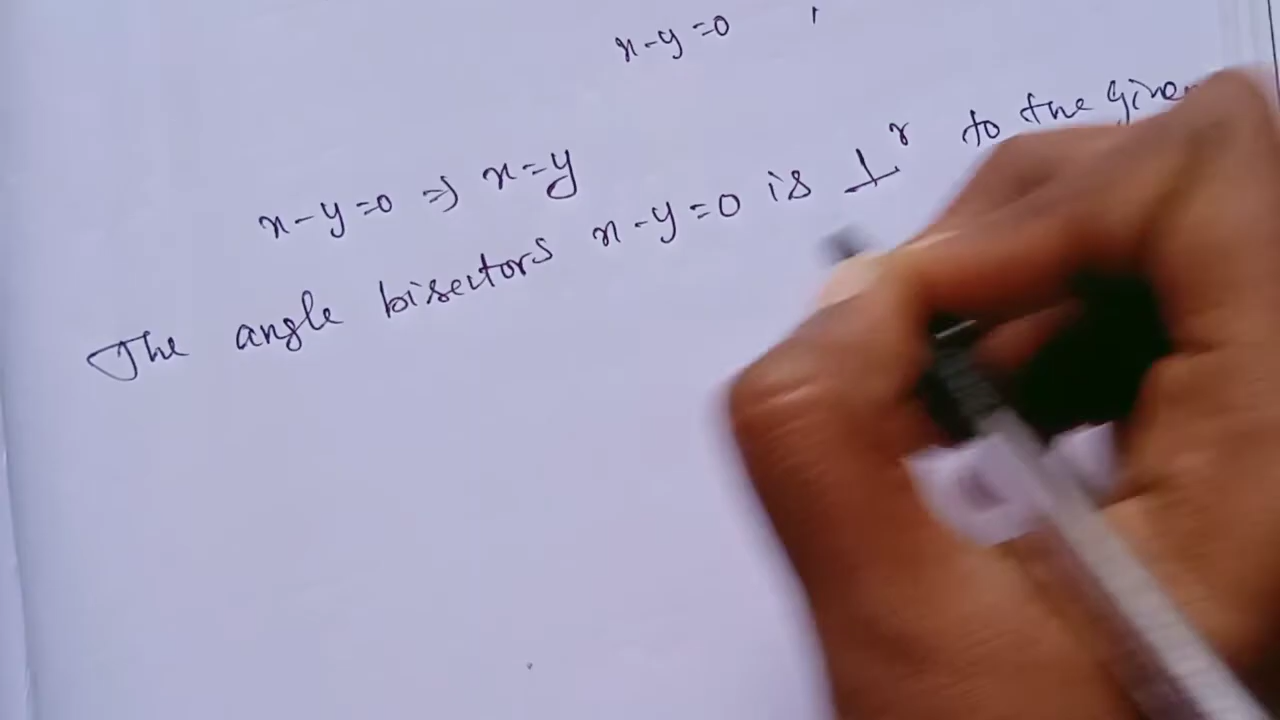 x-y=0
x-y=0 ⇒ x=y
The angle bisectors x-y=0 is ⊥r to the given